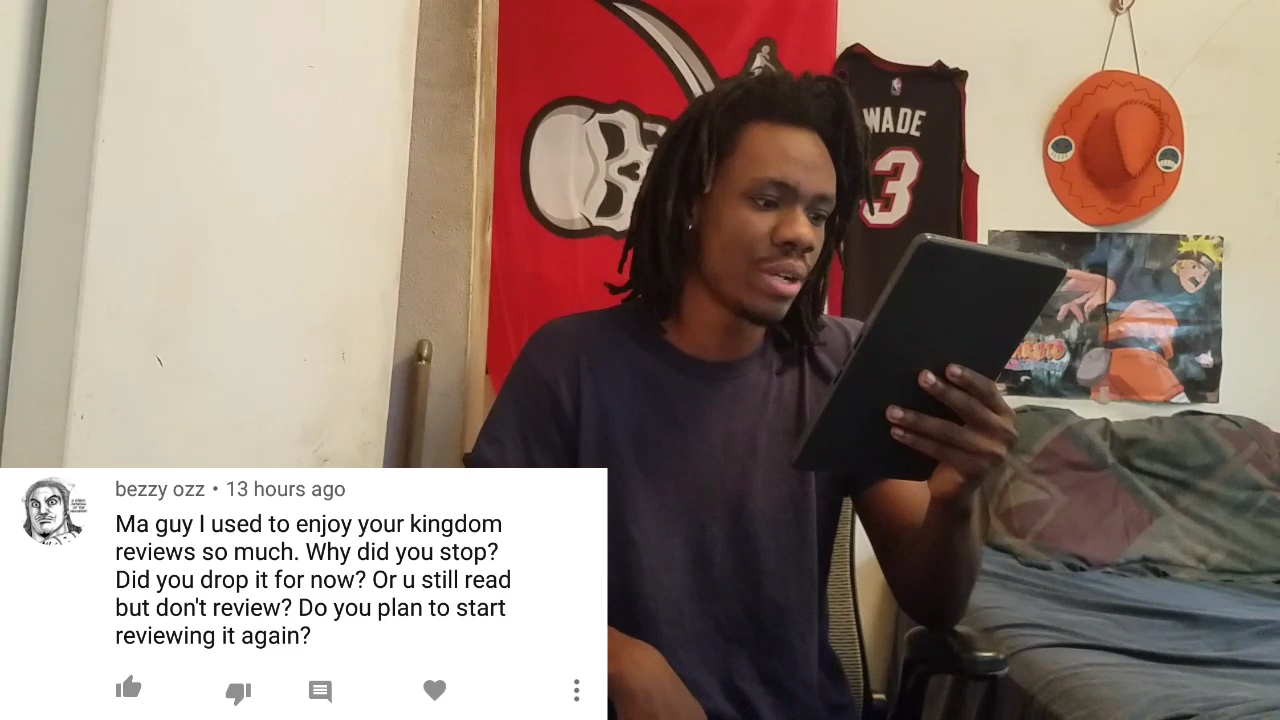 WADE
3
NARUTO
bezzy ozz • 13 hours ago
Ma guy I used to enjoy your kingdom
reviews so much. Why did you stop?
Did you drop it for now? Or u still read
but don't review? Do you plan to start
reviewing it again?